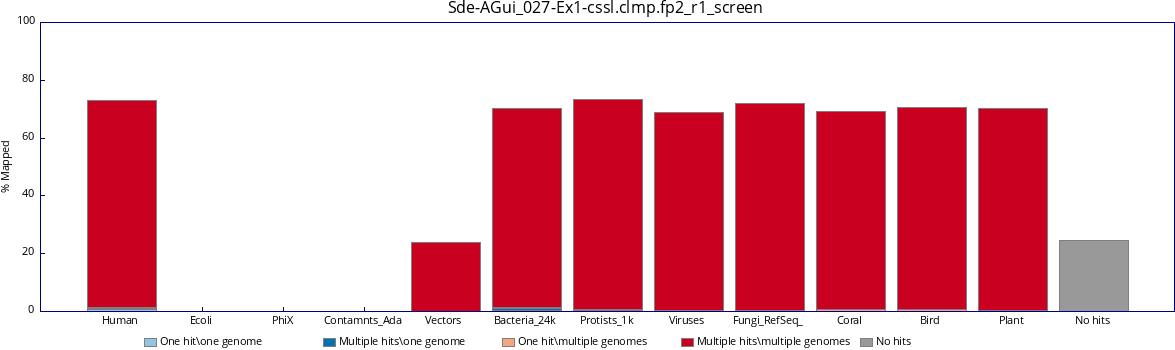 Sde-AGui_027-Ex1-cssl.clmp.fp2_r1_screen
100
80
60
40
20
0
% Mapped
Human Ecoli PhiX Contamnts_Ada Vectors Bacteria_24k Protists_1k Viruses Fungi_RefSeq_ Coral Bird Plant No hits
One hit\one genome Multiple hits\one genome One hit\multiple genomes Multiple hits\multiple genomes No hits